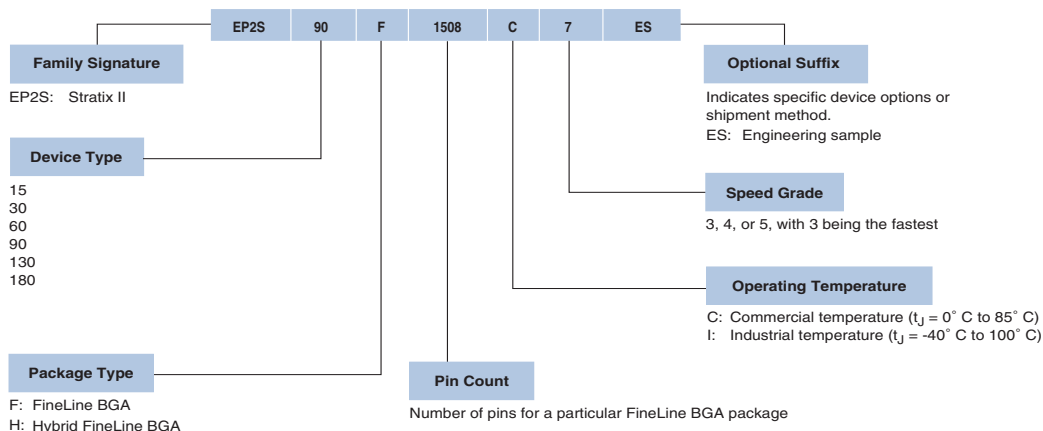 EP2S 90 F 1508 C 7 ES
Family Signature
EP2S: Stratix II
Device Type
15
30
60
90
130
180
Package Type
F: FineLine BGA
H: Hybrid FineLine BGA
Pin Count
Number of pins for a particular FineLine BGA package
Optional Suffix
Indicates specific device options or
shipment method.
ES: Engineering sample
Speed Grade
3, 4, or 5, with 3 being the fastest
Operating Temperature
C: Commercial temperature (tJ = 0˚ C to 85˚ C)
I: Industrial temperature (tJ = -40˚ C to 100˚ C)